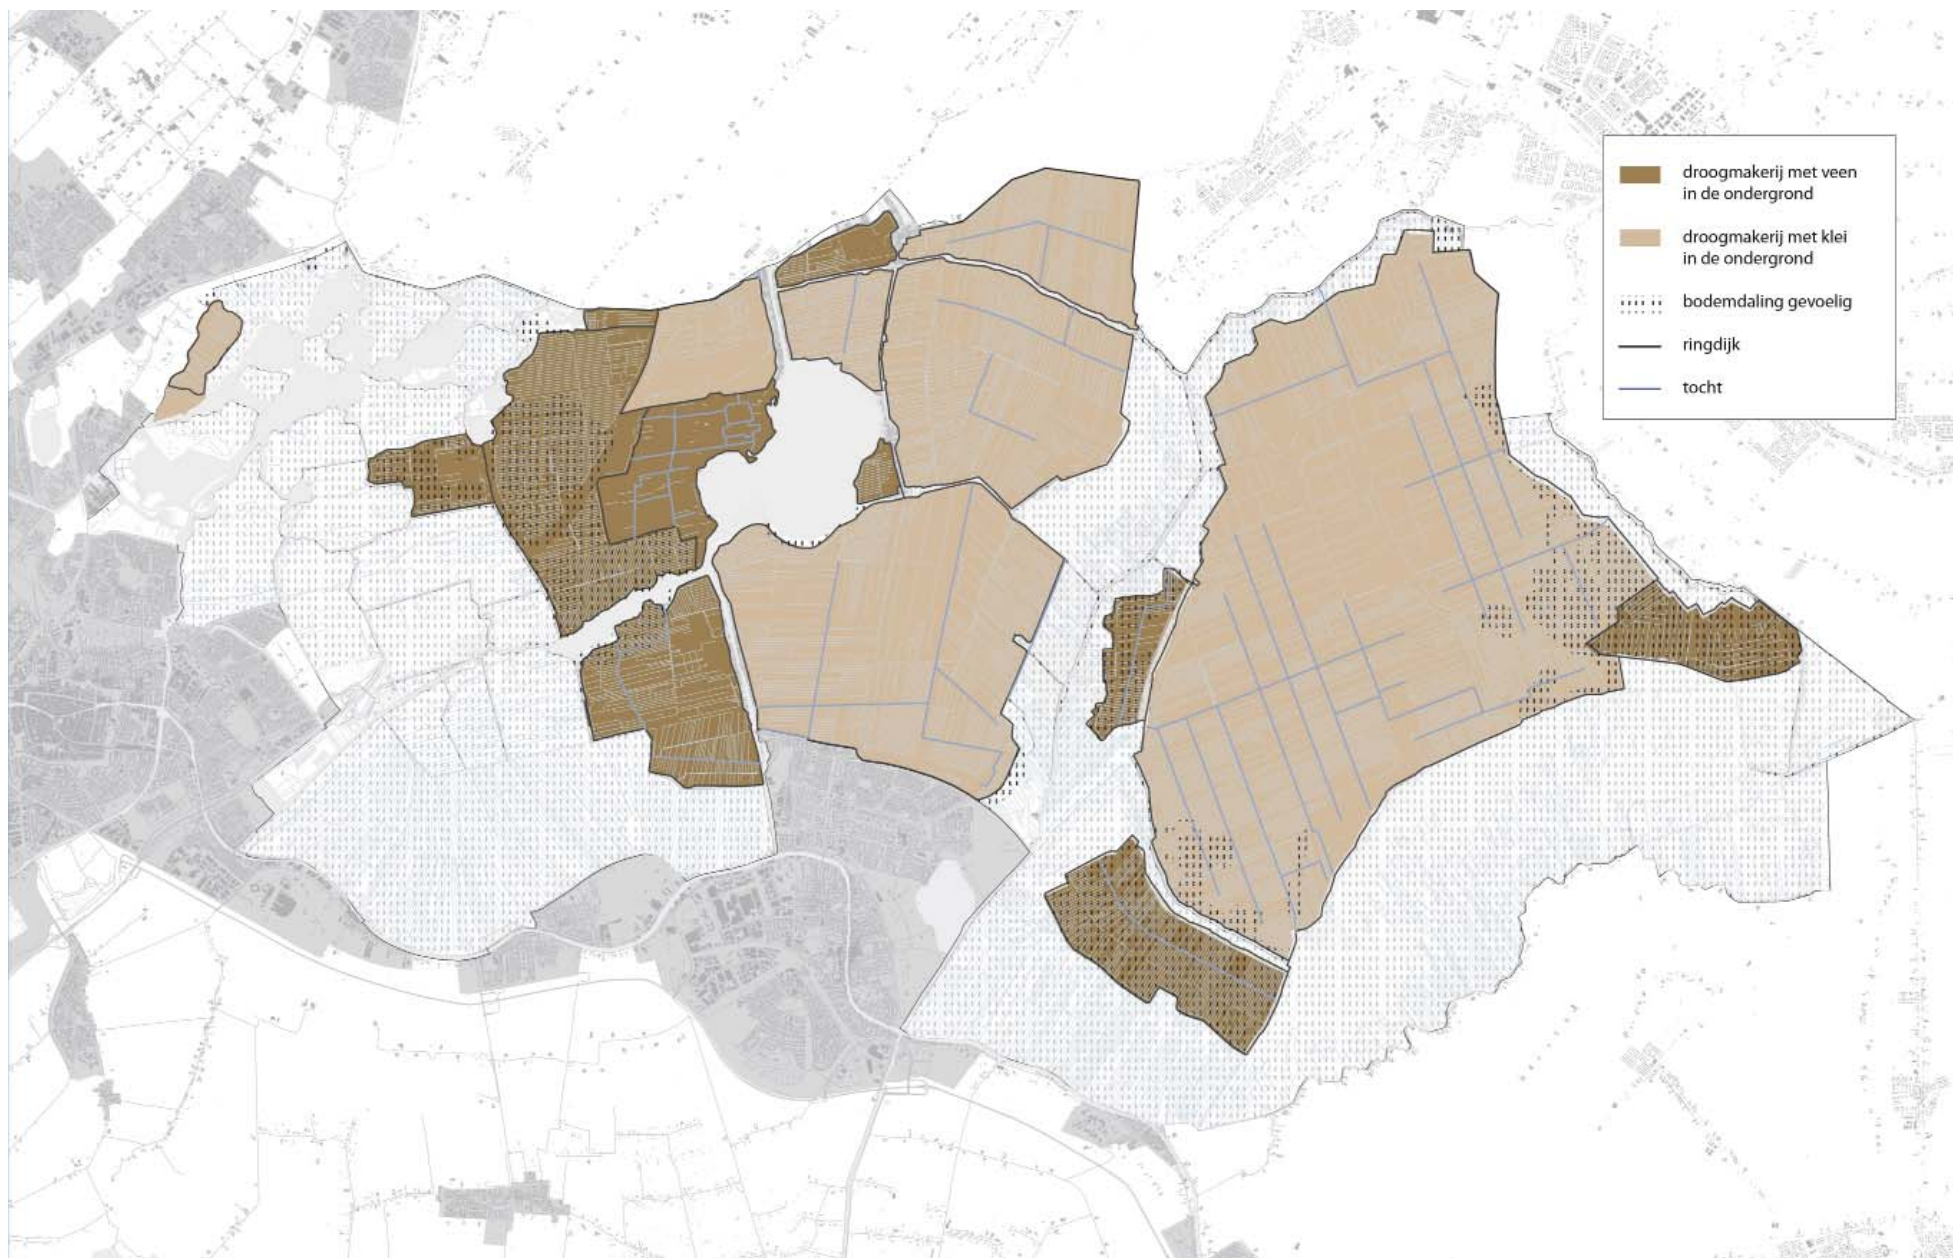 droogmakerij met veen
in de ondergrond
droogmakerij met klei
in de ondergrond
bodemdaling gevoelig
ringdijk
tocht